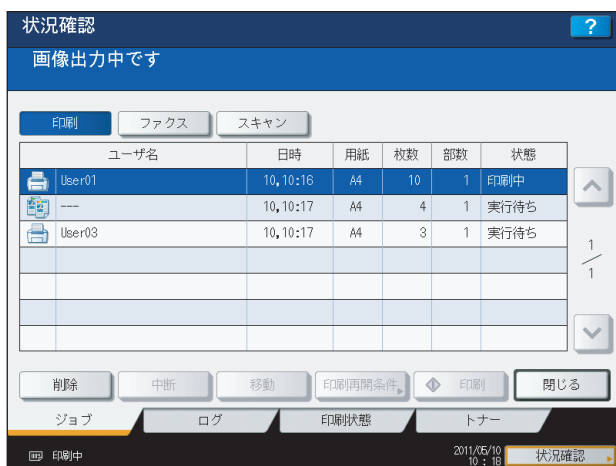 状況確認 ?
画像出力中です
印刷 ファクス スキャン
ユーザ名 日時 用紙 枚数 部数 状態
User01 10,10:16 A4 10 1 印刷中
--- 10,10:17 A4 4 1 実行待ち
User03 10,10:17 A4 3 1 実行待ち
1
1
削除 中断 移動 印刷再開条件 印刷 閉じる
ジョブ ログ 印刷状態 トナー
印刷中 2011/05/10
10 : 18 状況確認